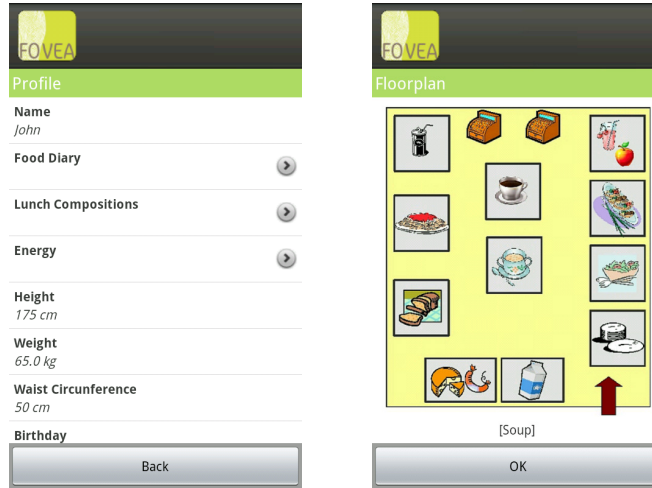 FOVEA
Profile
Name
John
Food Diary
Lunch Compositions
Energy
Height
175 cm
Weight
65.0 kg
Waist Circunference
50 cm
Birthday
Back
FOVEA
Floorplan
[Soup]
OK